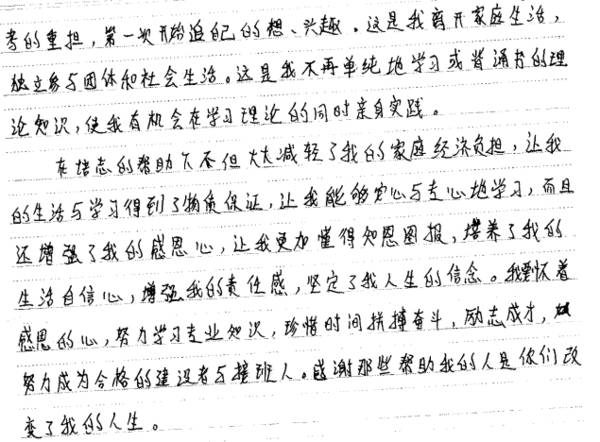 考的重担，第一次开始追自己的想、兴趣。这是我离开家庭生活，
独立参与团体和社会生活。这是我不再单纯地学习或背诵书的理
论知识，使我有机会在学习理论的同时亲身实践。
在培志的帮助下不但大大减轻了我的家庭经济负担，让我
的生活与学习得到了物质保证，让我能够安心与专心地学习，而且
还增强了我的感恩心，让我更加懂得知恩图报，培养了我的
生活自信心，增强我的责任感，坚定了我人生的信念。我要怀着
感恩的心，努力学习专业知识，珍惜时间拼搏奋斗，励志成才，
努力成为合格的建设者与接班人。感谢那些帮助我的人是你们改
变了我的人生。